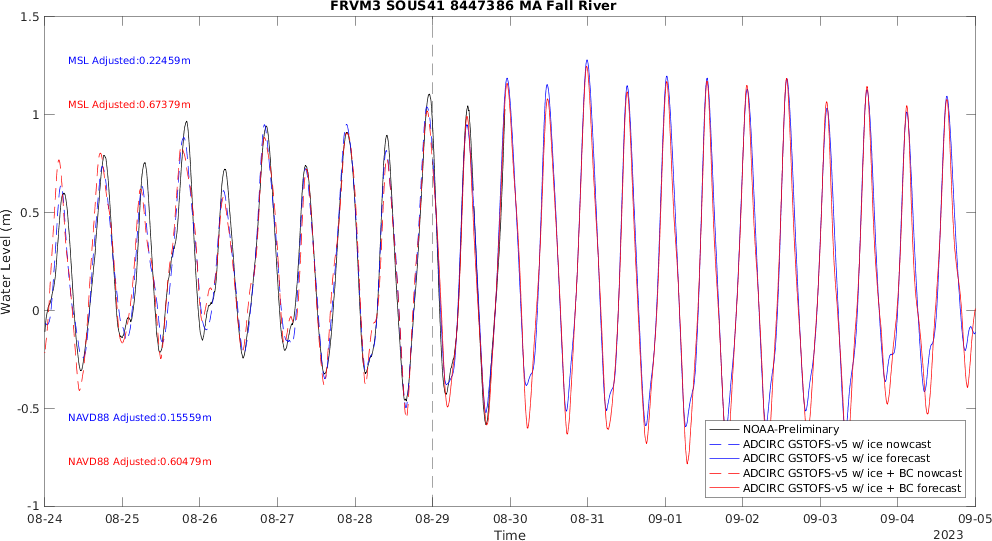 FRVM3 SOUS41 8447386 MA Fall River
MSL Adjusted:0.22459m
MSL Adjusted:0.67379m
NAVD88 Adjusted:0.15559m
NAVD88 Adjusted:0.60479m
Water Level (m)
1.5
1
0.5
0
-0.5
-1
NOAA-Preliminary
ADCIRC GSTOFS-v5 w/ ice nowcast
ADCIRC GSTOFS-v5 w/ ice forecast
ADCIRC GSTOFS-v5 w/ ice + BC nowcast
ADCIRC GSTOFS-v5 w/ ice + BC forecast
08-24 08-25 08-26 08-27 08-28 08-29 08-30 08-31 09-01 09-02 09-03 09-04 09-05
Time
2023